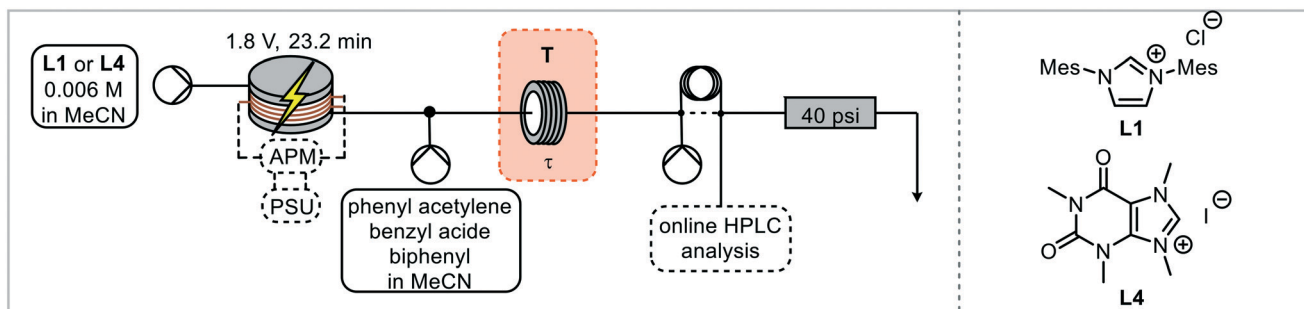 L1 or L4
0.006 M
in MeCN
1.8 V, 23.2 min
APM
PSU
phenyl acetylene
benzyl acide
biphenyl
in MeCN
T
τ
online HPLC
analysis
40 psi
Cl⊖
Mes N ⊕ N Mes
L1
O
N N
O N N ⊕ I⊖
L4